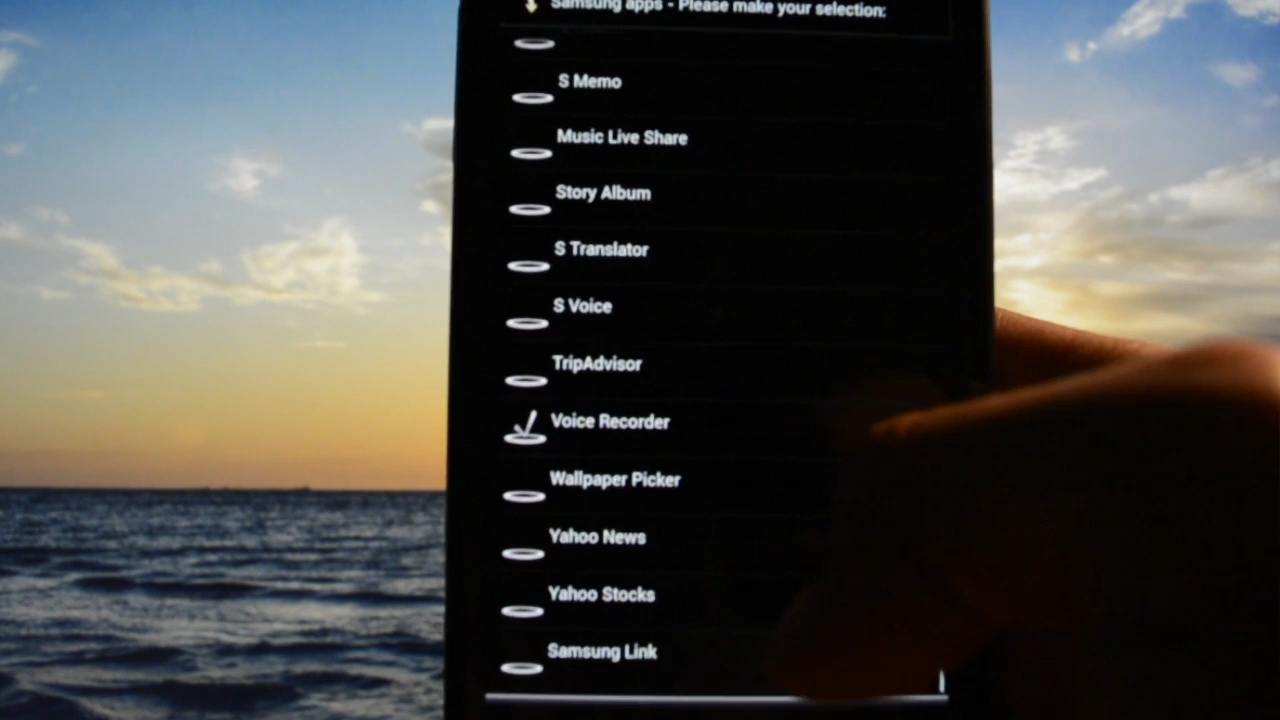 Samsung apps - Please make your selection:
S Memo
Music Live Share
Story Album
S Translator
S Voice
TripAdvisor
Voice Recorder
Wallpaper Picker
Yahoo News
Yahoo Stocks
Samsung Link